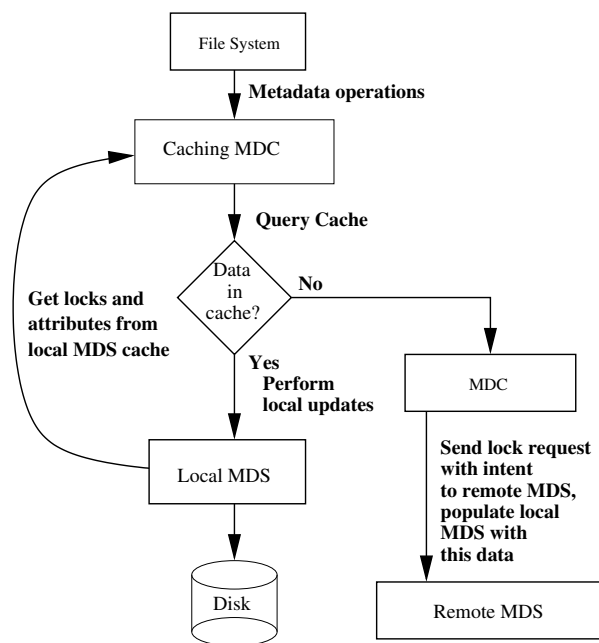 File System
Metadata operations
Caching MDC
Query Cache
Data
in
cache?
No
Get locks and
attributes from
local MDS cache
Yes
Perform
local updates
MDC
Local MDS
Send lock request
with intent
to remote MDS,
populate local
MDS with
this data
Disk
Remote MDS